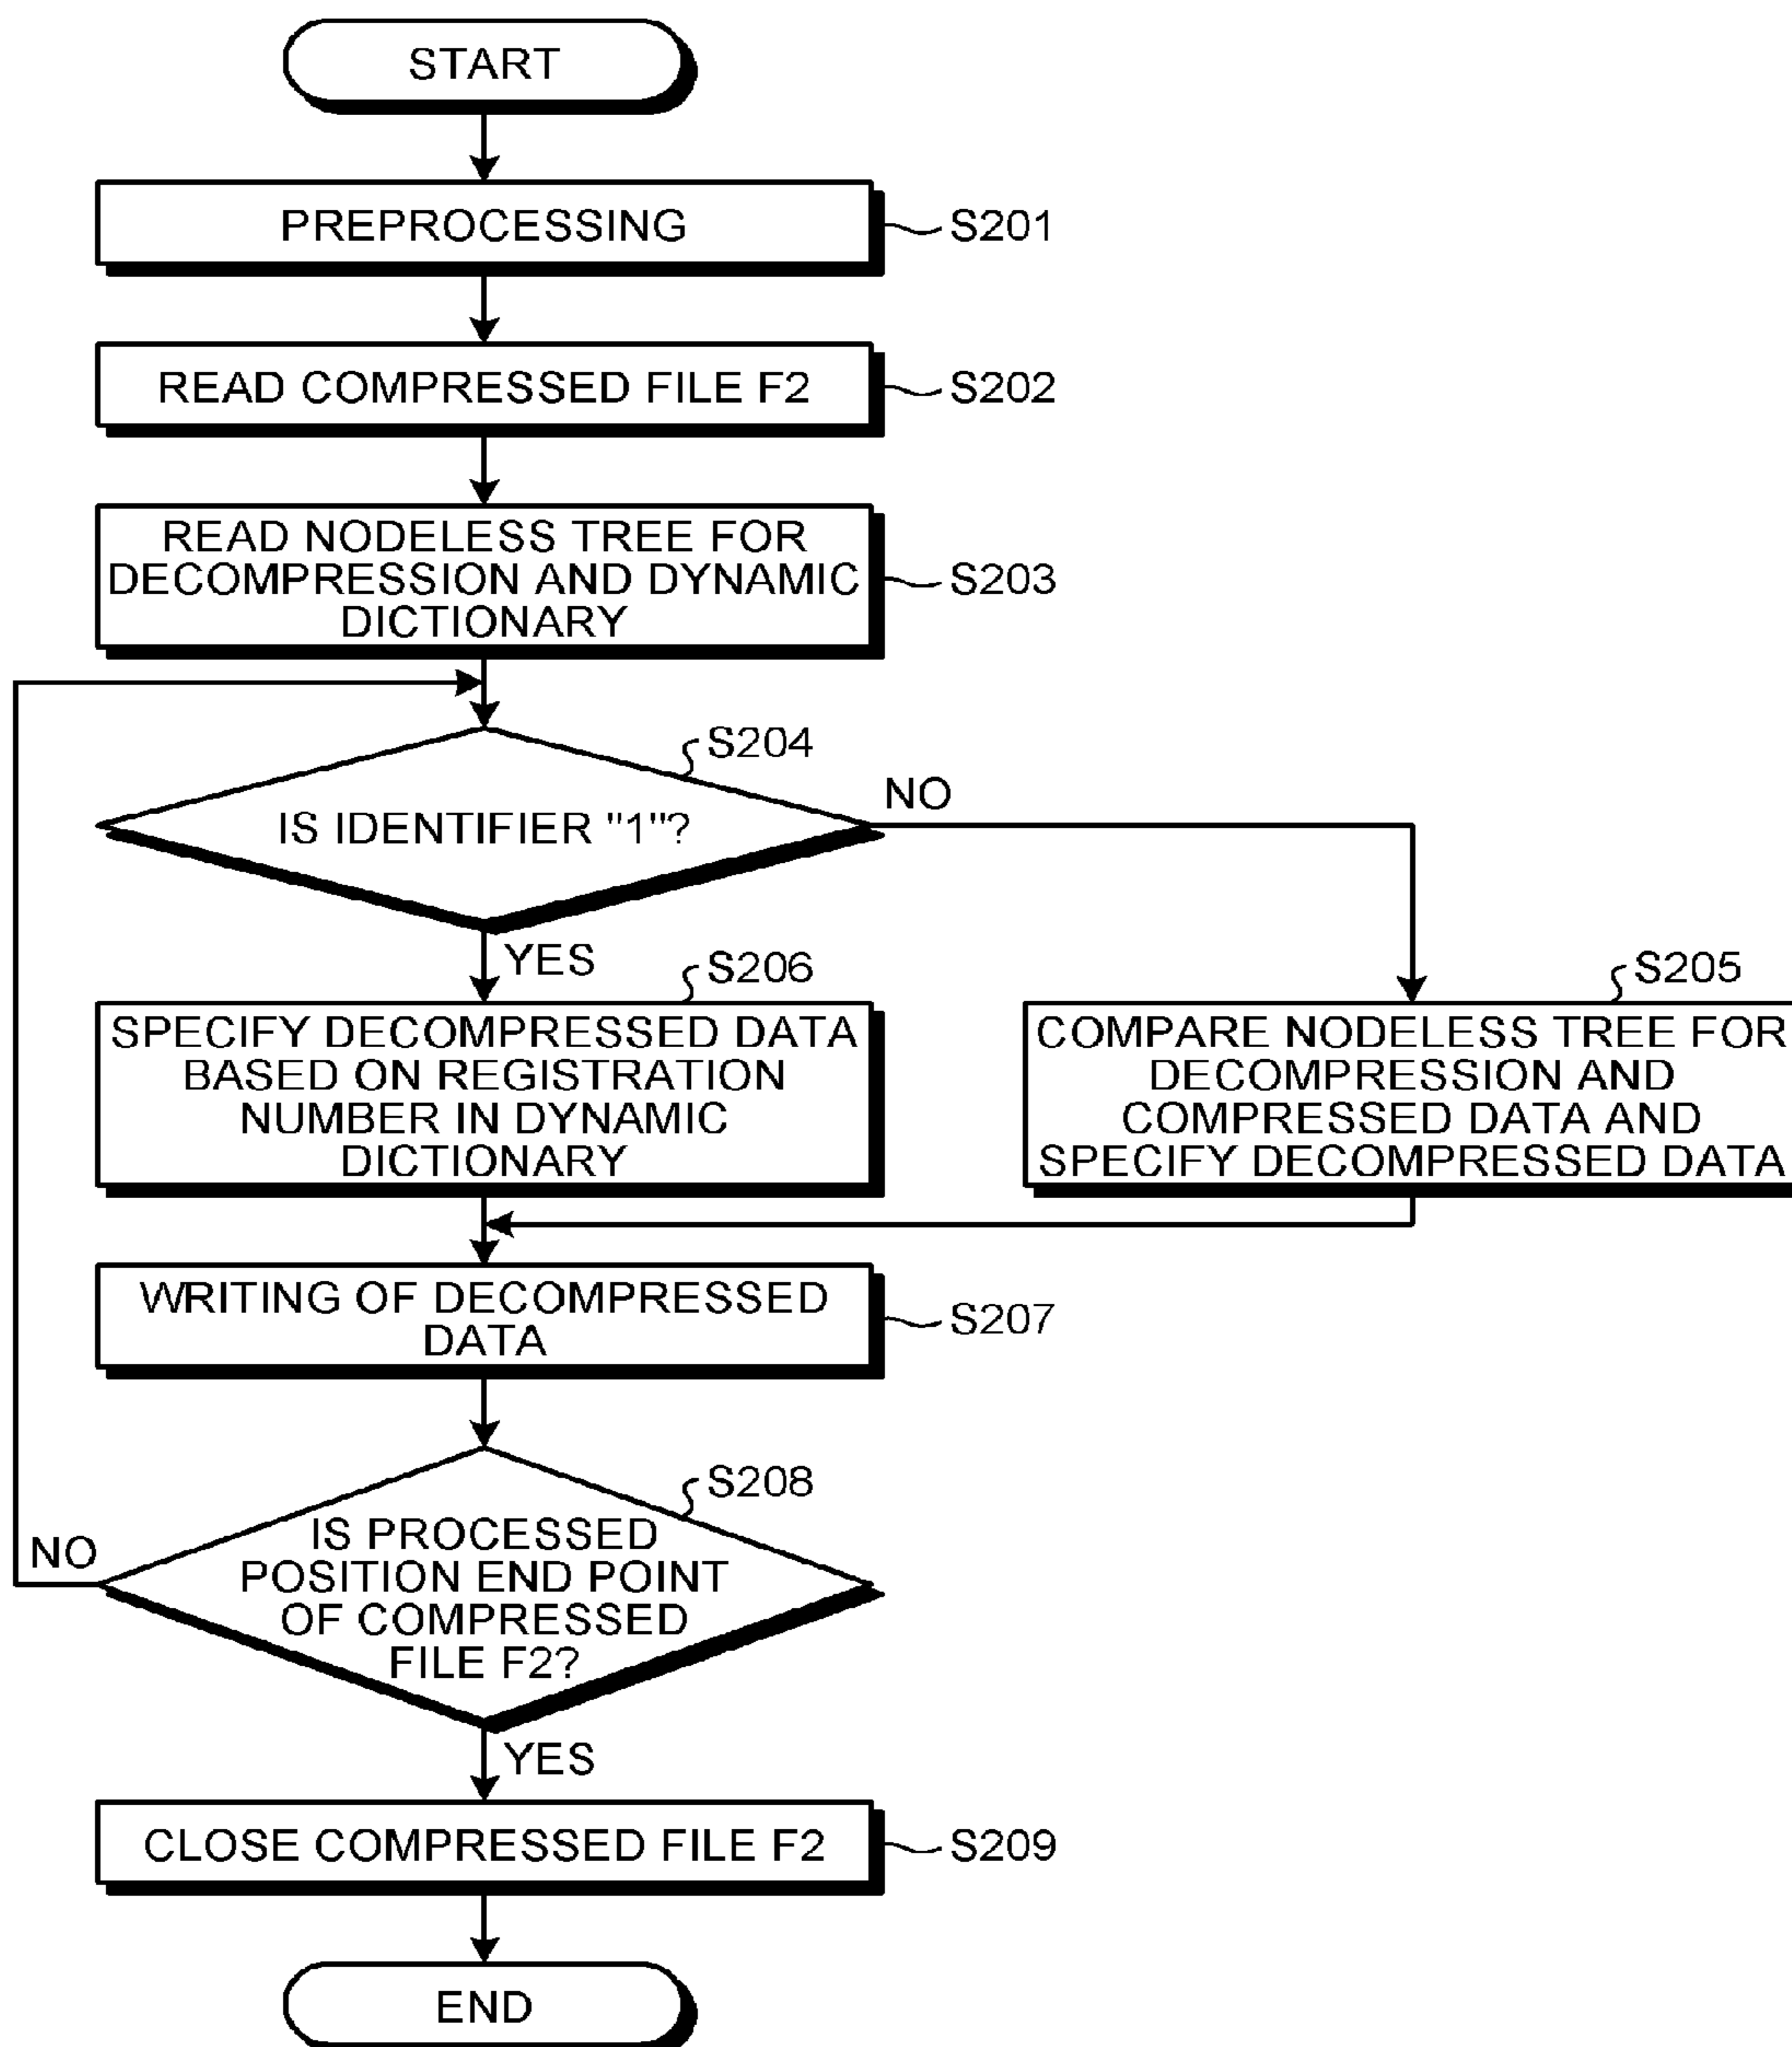 START
PREPROCESSING
S201
READ COMPRESSED FILE F2
S202
READ NODELESS TREE FOR
DECOMPRESSION AND DYNAMIC
DICTIONARY
S203
S204
IS IDENTIFIER "1"?
NO
YES
S206
SPECIFY DECOMPRESSED DATA
BASED ON REGISTRATION
NUMBER IN DYNAMIC
DICTIONARY
S205
COMPARE NODELESS TREE FOR
DECOMPRESSION AND
COMPRESSED DATA AND
SPECIFY DECOMPRESSED DATA
WRITING OF DECOMPRESSED
DATA
S207
S208
IS PROCESSED
POSITION END POINT
OF COMPRESSED
FILE F2?
NO
YES
CLOSE COMPRESSED FILE F2
S209
END